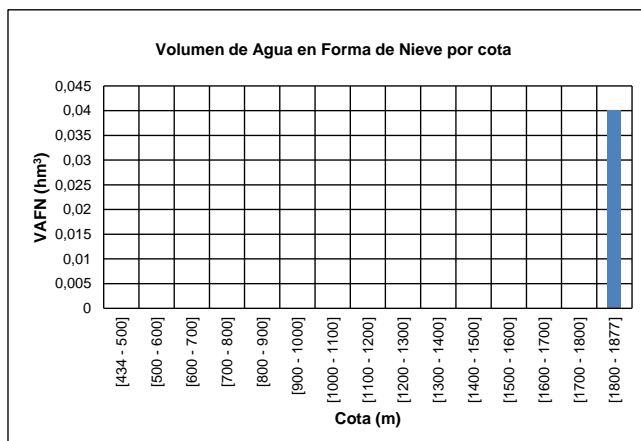 Volumen de Agua en Forma de Nieve por cota
VAFN (hm³)
0,045
0,04
0,035
0,03
0,025
0,02
0,015
0,01
0,005
0
[434 - 500]
[500 - 600]
[600 - 700]
[700 - 800]
[800 - 900]
[900 - 1000]
[1000 - 1100]
[1100 - 1200]
[1200 - 1300]
[1300 - 1400]
[1400 - 1500]
[1500 - 1600]
[1600 - 1700]
[1700 - 1800]
[1800 - 1877]
Cota (m)